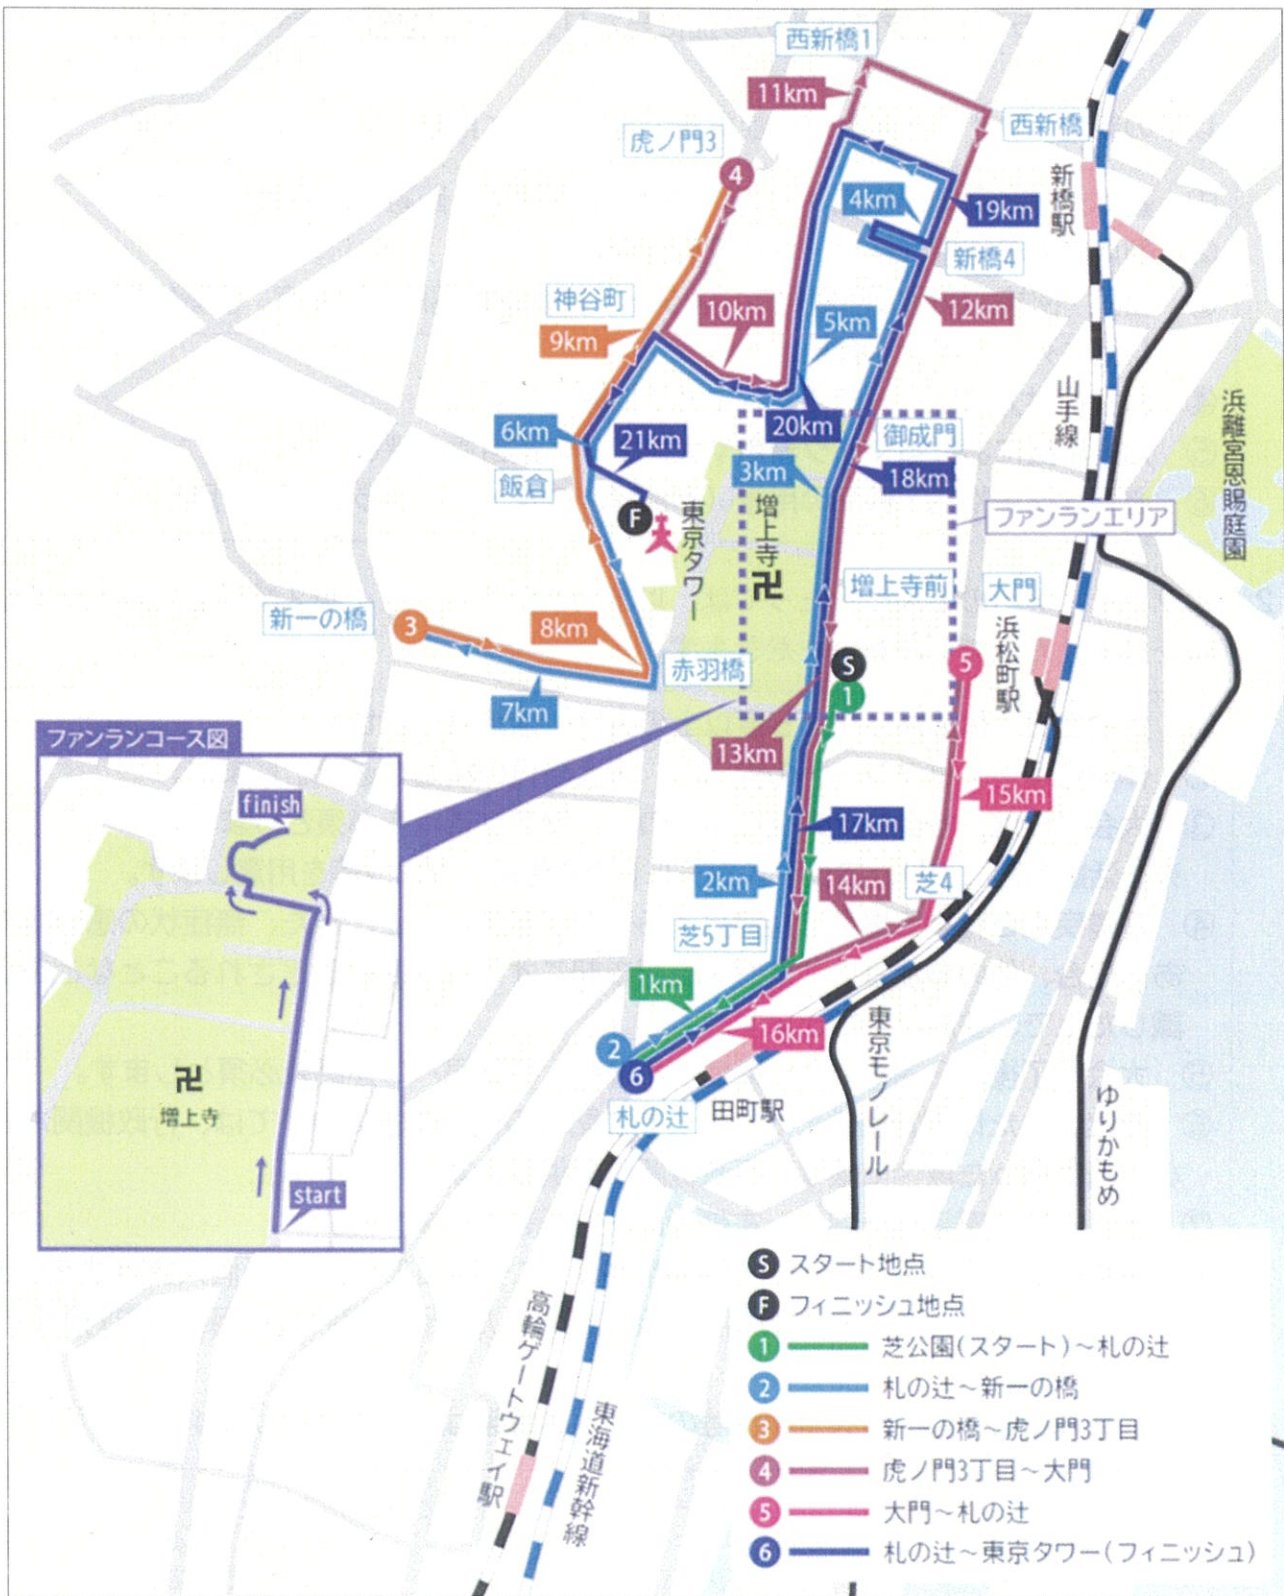 西新橋1
11km
西新橋
虎ノ門3
4
新橋駅
4km
19km
新橋4
神谷町
10km
5km
12km
9km
山手線
浜離宮恩賜庭園
6km
21km
20km
御成門
飯倉
3km
18km
F
東京タワー
増上寺
卍
ファンランエリア
増上寺前
大門
新一の橋
3
8km
浜松町駅
赤羽橋
S
5
1
7km
13km
ファンランコース図
15km
finish
17km
2km
14km
芝4
芝5丁目
1km
16km
2
6
東京モノレール
札の辻
田町駅
ゆりかもめ
卍
増上寺
start
高輪ゲートウェイ駅
東海道新幹線
S スタート地点
F フィニッシュ地点
1 芝公園(スタート)~札の辻
2 札の辻~新一の橋
3 新一の橋~虎ノ門3丁目
4 虎ノ門3丁目~大門
5 大門~札の辻
6 札の辻~東京タワー(フィニッシュ)